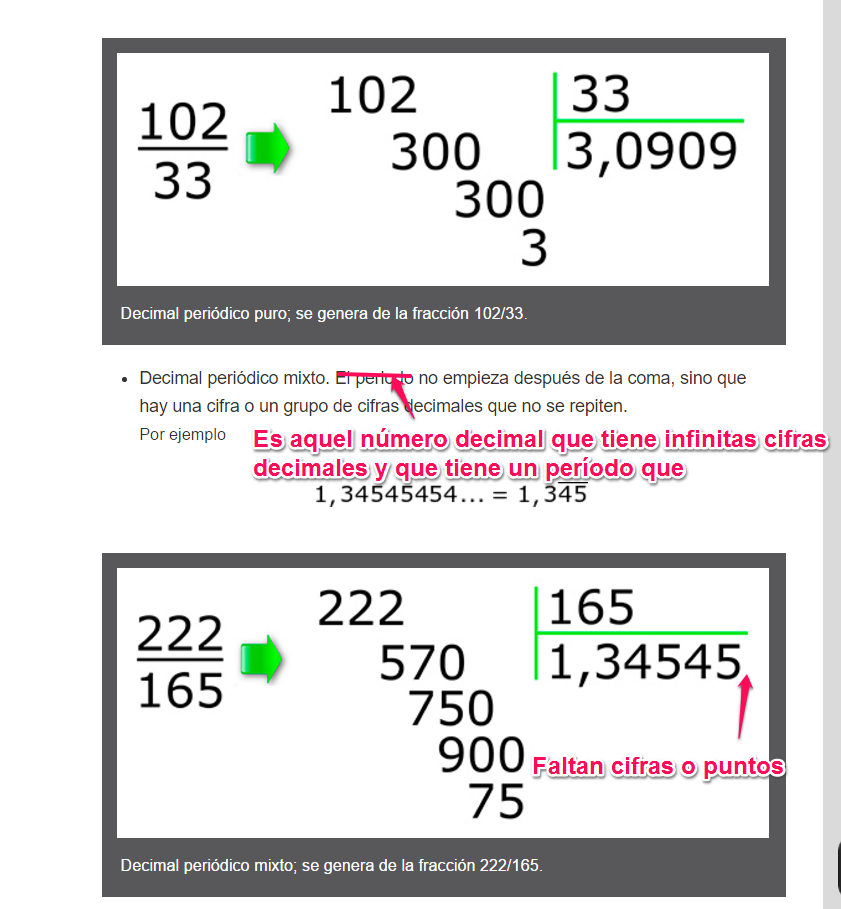 102
33
102
33
300
3,0909
300
3
Decimal periódico puro; se genera de la fracción 102/33.
• Decimal periódico mixto. El periodo no empieza después de la coma, sino que
hay una cifra o un grupo de cifras decimales que no se repiten.
Por ejemplo
Es aquel número decimal que tiene infinitas cifras
decimales y que tiene un período que
1,34545454... = 1,345
222
165
222
165
570
1,34545
750
900
75
Faltan cifras o puntos
Decimal periódico mixto; se genera de la fracción 222/165.